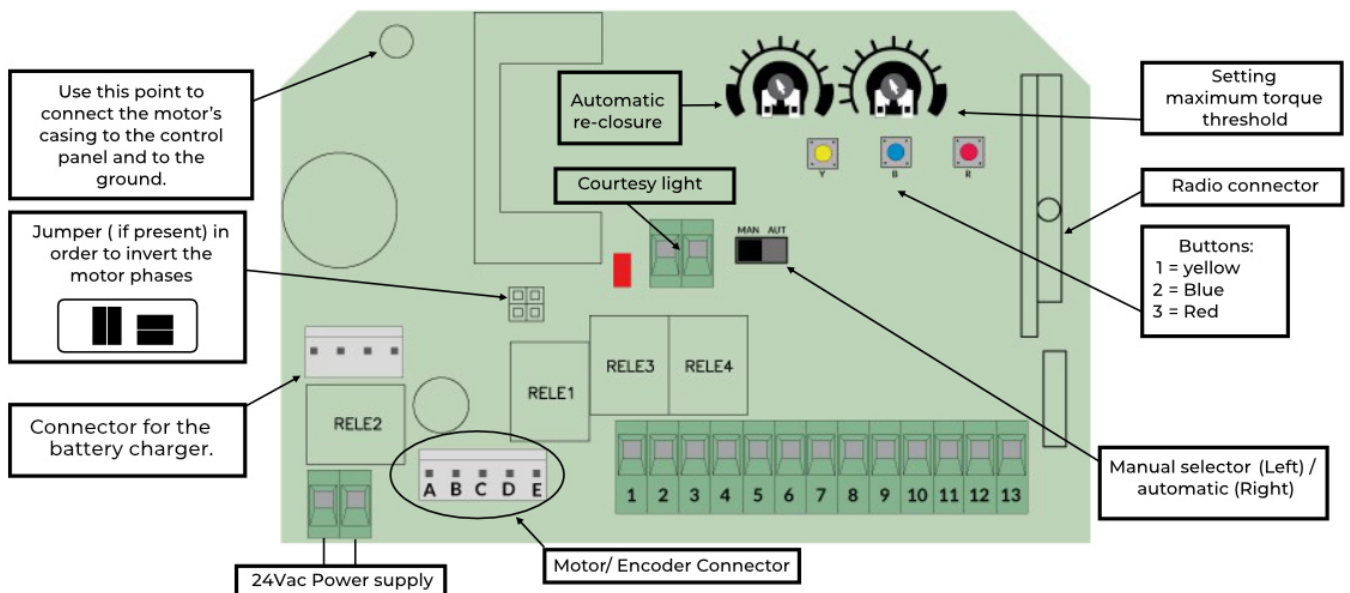 Use this point to
connect the motor's
casing to the control
panel and to the
ground.
Automatic
re-closure
Setting
maximum torque
threshold
Y
B
R
Courtesy light
Radio connector
Jumper ( if present) in
order to invert the
motor phases
MAN AUT
Buttons:
1 = yellow
2 = Blue
3 = Red
RELE3
RELE4
RELE1
RELE2
Connector for the
battery charger.
A B C D E
1 2 3 4 5 6 7 8 9 10 11 12 13
Manual selector (Left) /
automatic (Right)
Motor/ Encoder Connector
24Vac Power supply